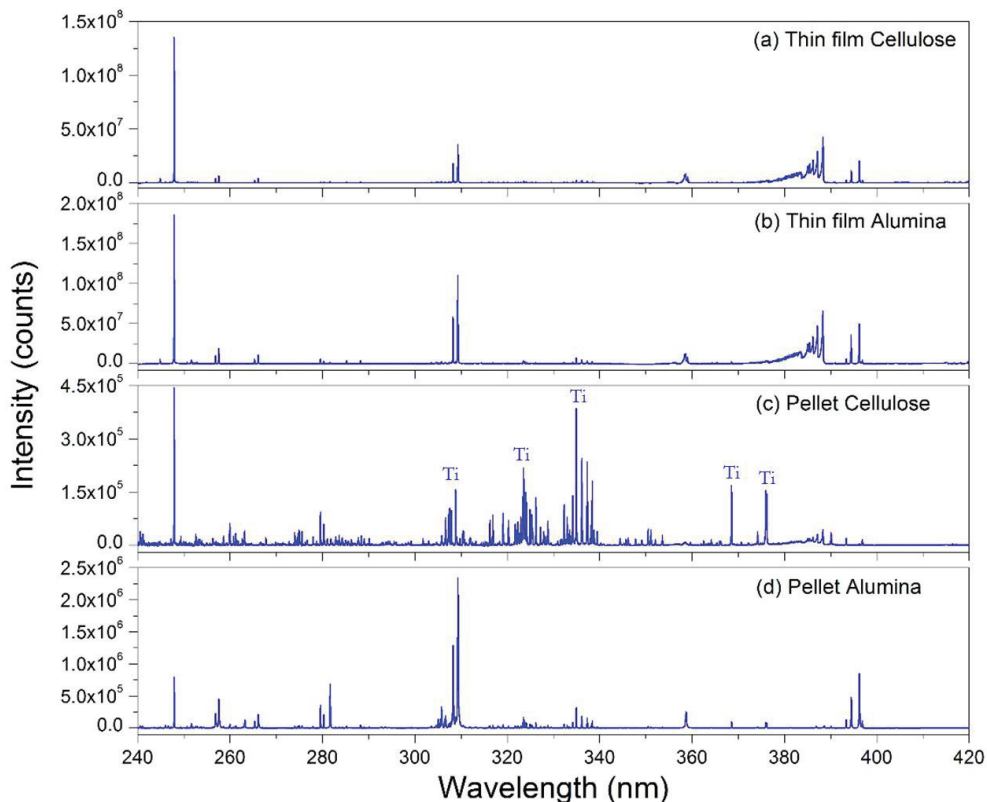 1.5x10⁸
(a) Thin film Cellulose
1.0x10⁸
5.0x10⁷
0.0
2.0x10⁸
(b) Thin film Alumina
1.5x10⁸
1.0x10⁸
5.0x10⁷
0.0
Intensity (counts)
4.5x10⁵
Ti
(c) Pellet Cellulose
3.0x10⁵
Ti
Ti
Ti
Ti
1.5x10⁵
0.0
2.5x10⁶
(d) Pellet Alumina
2.0x10⁶
1.5x10⁶
1.0x10⁶
5.0x10⁵
0.0
240 260 280 300 320 340 360 380 400 420
Wavelength (nm)